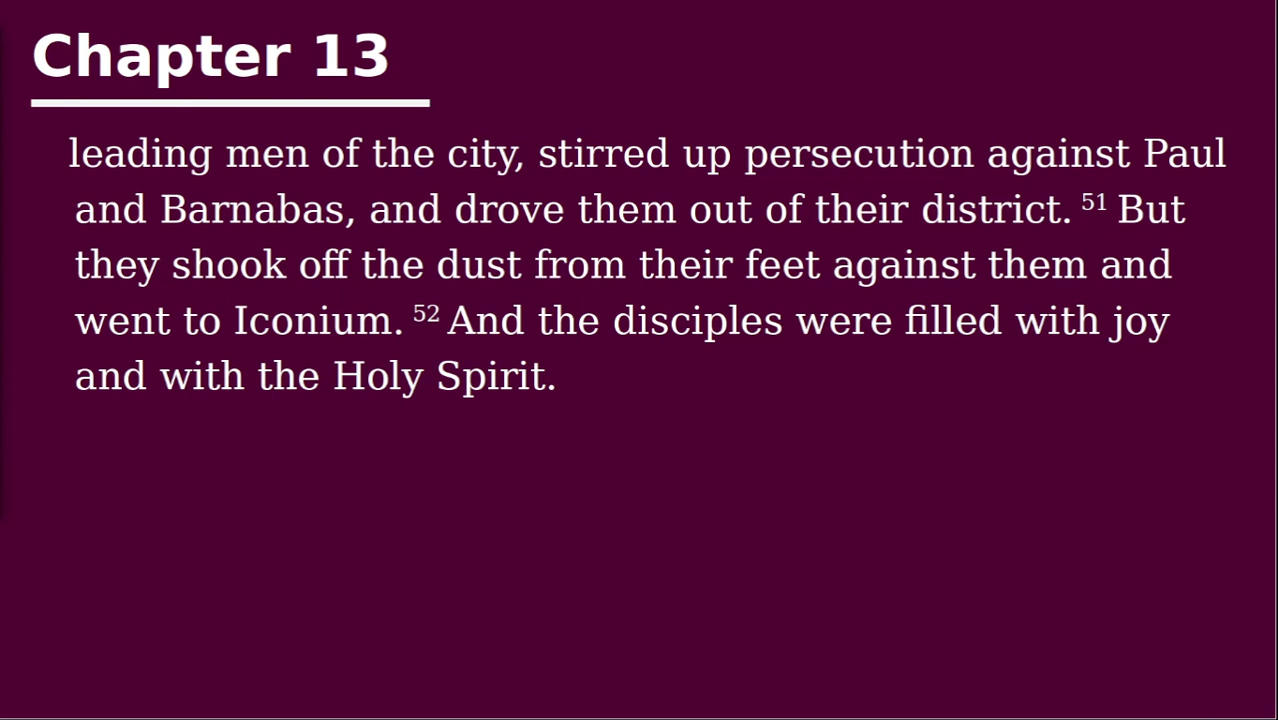 Chapter 13
leading men of the city, stirred up persecution against Paul
and Barnabas, and drove them out of their district. 51 But
they shook off the dust from their feet against them and
went to Iconium. 52 And the disciples were filled with joy
and with the Holy Spirit.